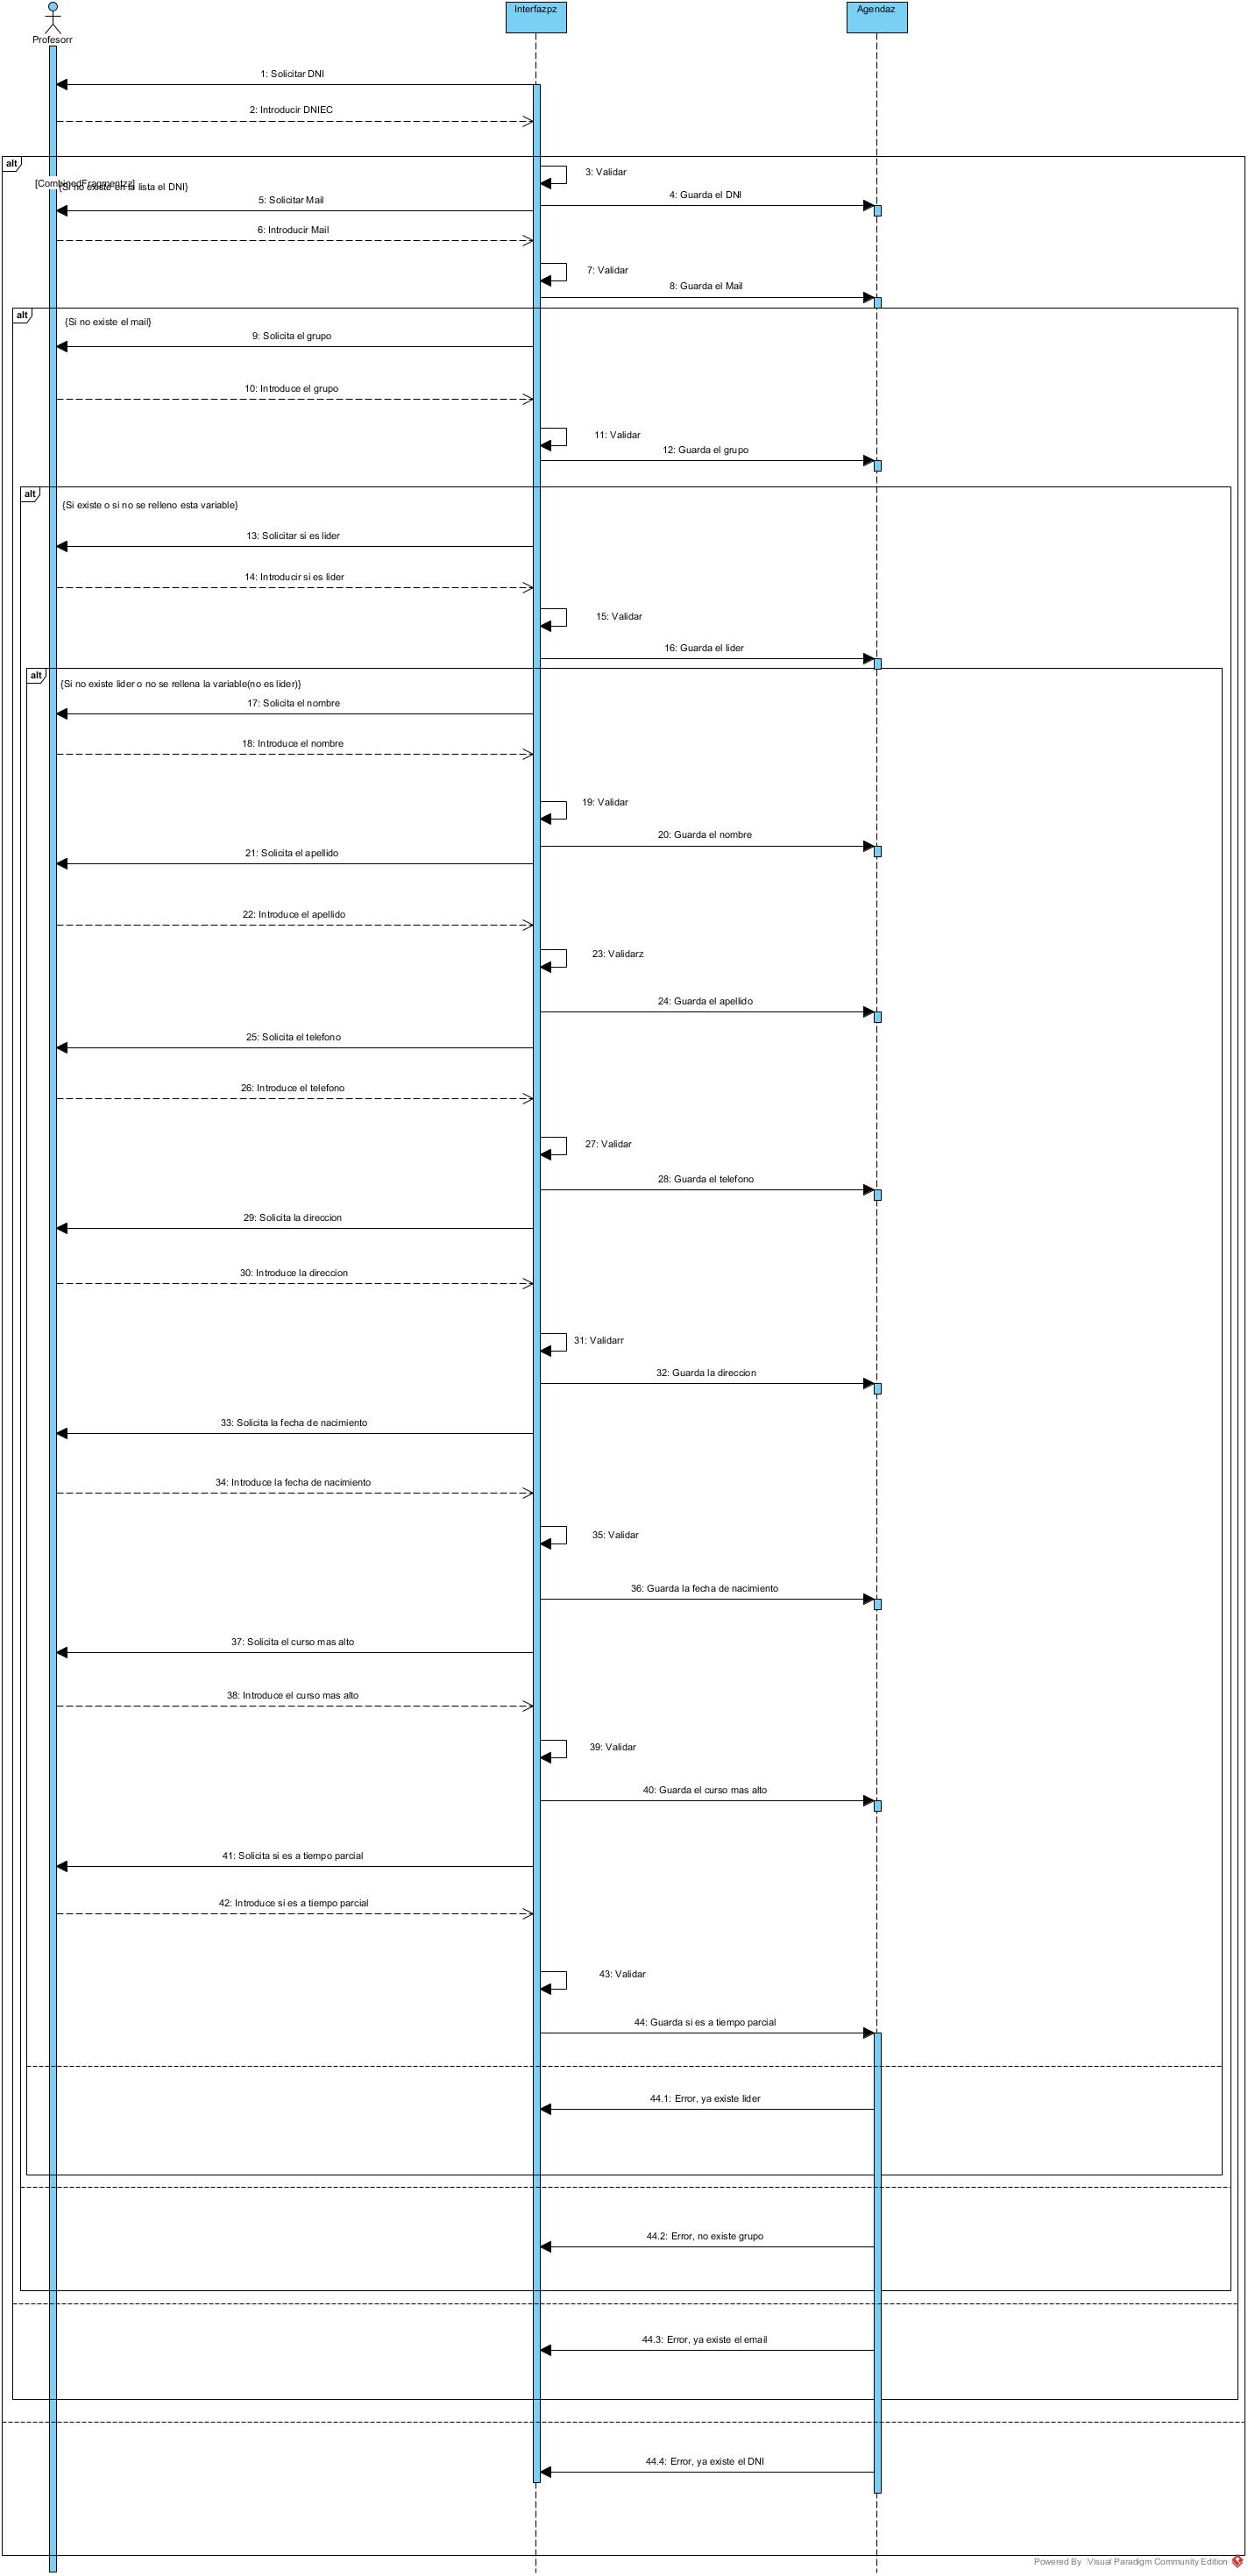 Profesorr
Interfazpz
Agendaz
1: Solicitar DNI
2: Introducir DNIEC
alt
3: Validar
[CombinedFragmentzz]
{Si no existe en la lista el DNI}
4: Guarda el DNI
5: Solicitar Mail
6: Introducir Mail
7: Validar
8: Guarda el Mail
alt
{Si no existe el mail}
9: Solicita el grupo
10: Introduce el grupo
11: Validar
12: Guarda el grupo
alt
{Si existe o si no se relleno esta variable}
13: Solicitar si es lider
14: Introducir si es lider
15: Validar
16: Guarda el lider
alt
{Si no existe lider o no se rellena la variable(no es lider)}
17: Solicita el nombre
18: Introduce el nombre
19: Validar
20: Guarda el nombre
21: Solicita el apellido
22: Introduce el apellido
23: Validarz
24: Guarda el apellido
25: Solicita el telefono
26: Introduce el telefono
27: Validar
28: Guarda el telefono
29: Solicita la direccion
30: Introduce la direccion
31: Validarr
32: Guarda la direccion
33: Solicita la fecha de nacimiento
34: Introduce la fecha de nacimiento
35: Validar
36: Guarda la fecha de nacimiento
37: Solicita el curso mas alto
38: Introduce el curso mas alto
39: Validar
40: Guarda el curso mas alto
41: Solicita si es a tiempo parcial
42: Introduce si es a tiempo parcial
43: Validar
44: Guarda si es a tiempo parcial
44.1: Error, ya existe lider
44.2: Error, no existe grupo
44.3: Error, ya existe el email
44.4: Error, ya existe el DNI
Powered By Visual Paradigm Community Edition